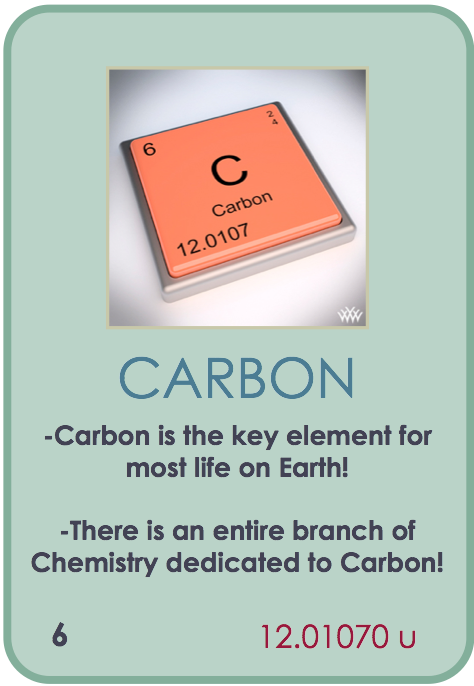 6
2
4
C
Carbon
12.0107
CARBON
-Carbon is the key element for
most life on Earth!
-There is an entire branch of
Chemistry dedicated to Carbon!
6
12.01070 u